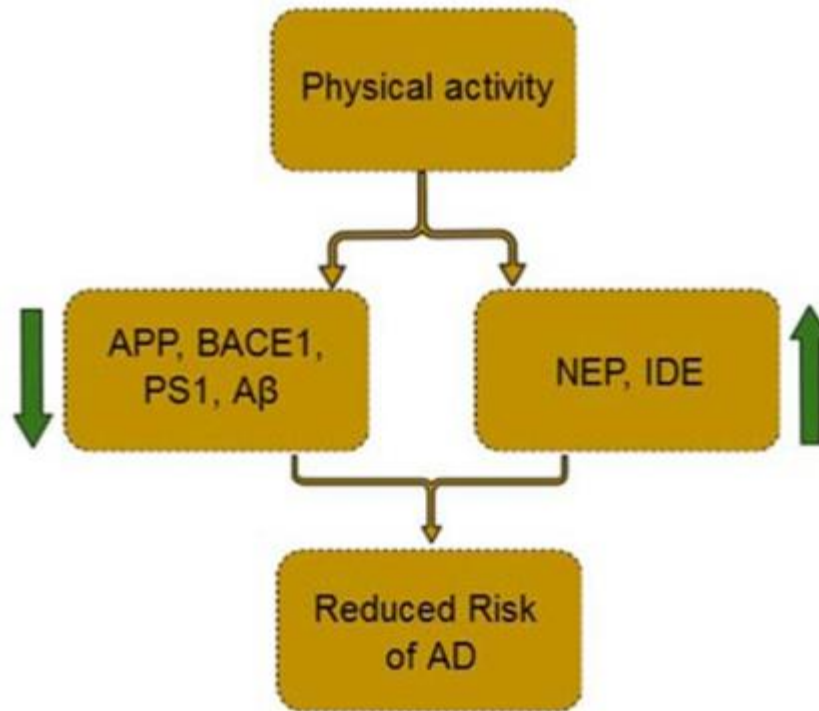 Physical activity
APP, BACE1,
PS1, Aβ
NEP, IDE
Reduced Risk
of AD